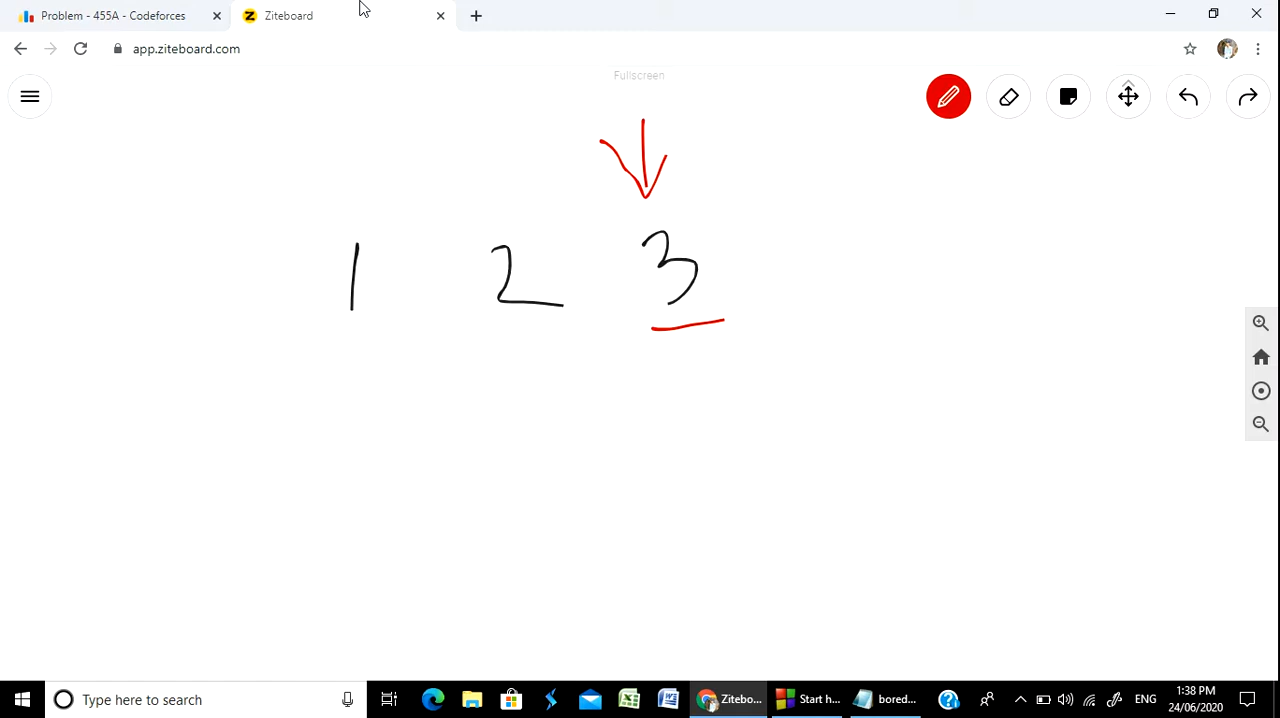 Problem - 455A - Codeforces
Ziteboard
app.ziteboard.com
Fullscreen
1 2 3
Type here to search
Zitebo...
Start h...
bored...
ENG
1:38 PM
24/06/2020